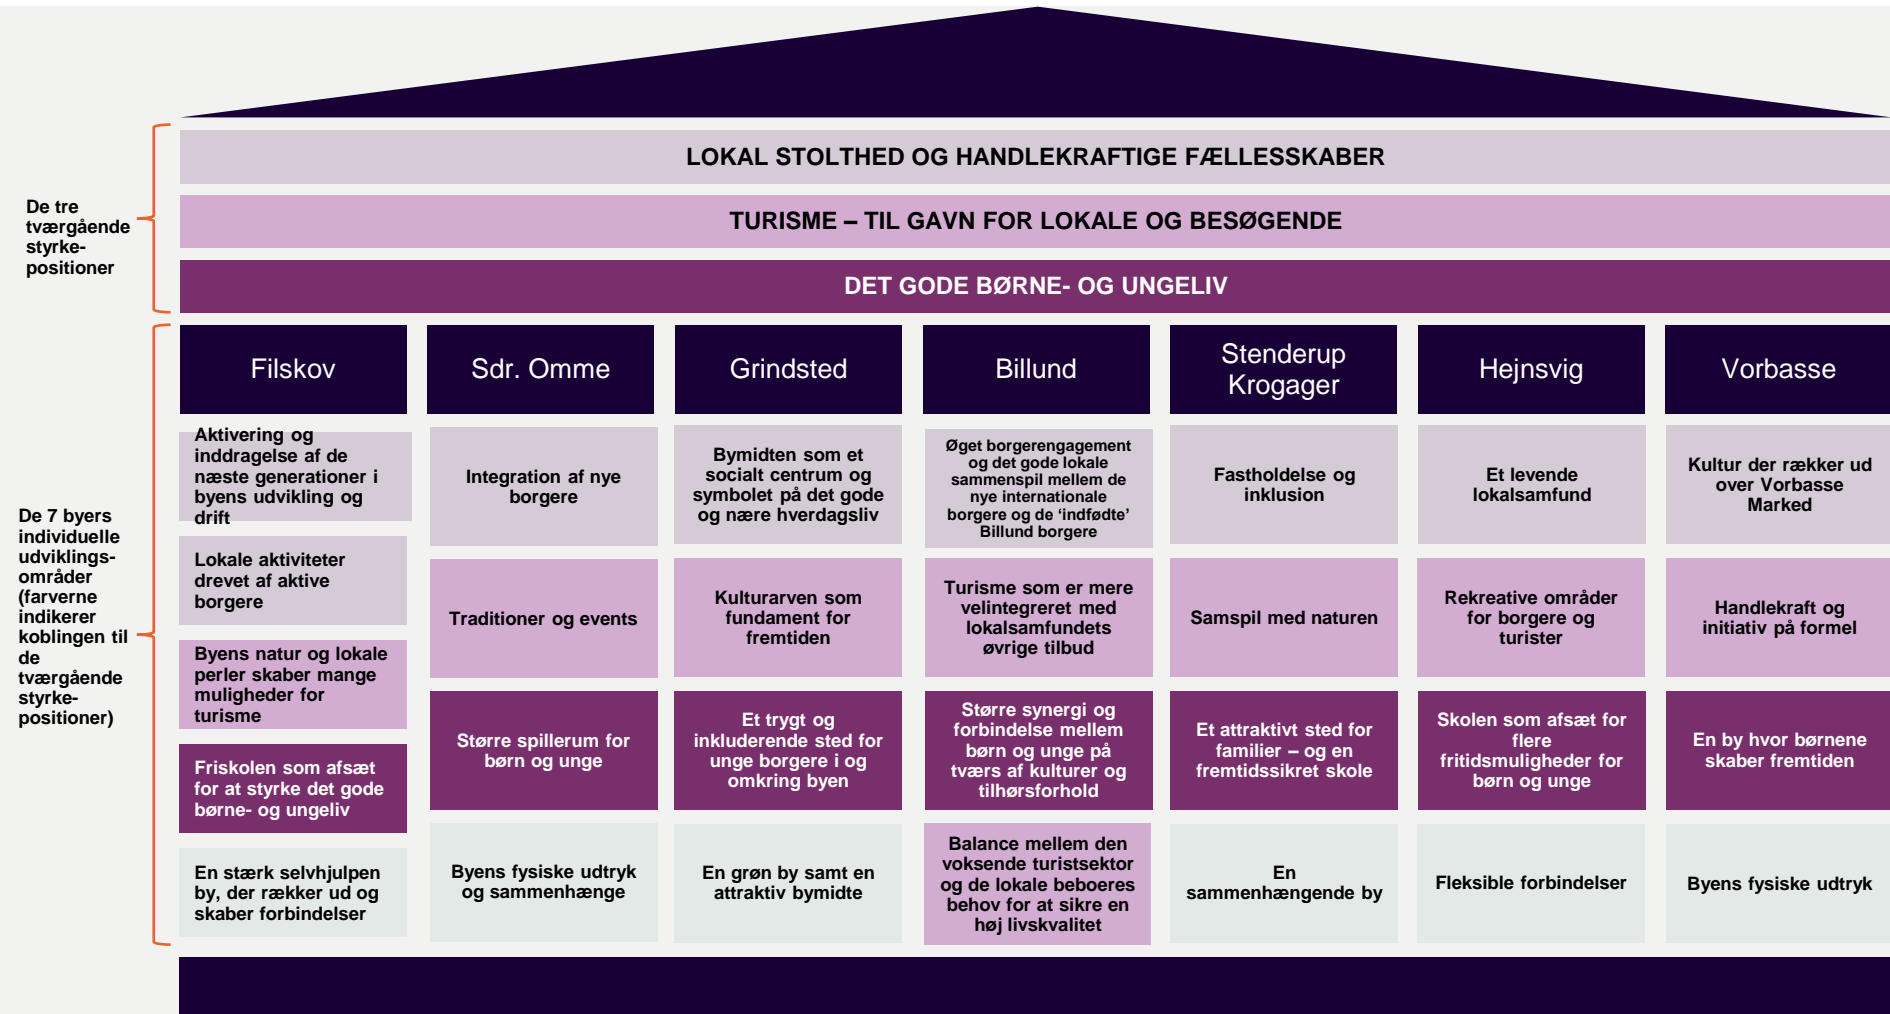 LOKAL STOLTHED OG HANDLEKRAFTIGE FÆLLESSKABER
TURISME – TIL GAVN FOR LOKALE OG BESØGENDE
DET GODE BØRNE- OG UNGELIV
De tre
tværgående
styrke-
positioner
De 7 byers
individuelle
udviklings-
områder
(farverne
indikerer
koblingen til
de
tværgående
styrke-
positioner)
Filskov
Aktivering og
inddragelse af de
næste generationer i
byens udvikling og
drift
Lokale aktiviteter
drevet af aktive
borgere
Byens natur og lokale
perler skaber mange
muligheder for
turisme
Friskolen som afsæt
for at styrke det gode
børne- og ungeliv
En stærk selvhjulpen
by, der rækker ud og
skaber forbindelser
Sdr. Omme
Integration af nye
borgere
Traditioner og events
Større spillerum for
børn og unge
Byens fysiske udtryk
og sammenhænge
Grindsted
Bymidten som et
socialt centrum og
symbolet på det gode
og nære hverdagsliv
Kulturarven som
fundament for
fremtiden
Et trygt og
inkluderende sted for
unge borgere i og
omkring byen
En grøn by samt en
attraktiv bymidte
Billund
Øget borgerengagement
og det gode lokale
sammenspil mellem de
nye internationale
borgere og de ‘indfødte’
Billund borgere
Turisme som er mere
velintegreret med
lokalsamfundets
øvrige tilbud
Større synergi og
forbindelse mellem
børn og unge på
tværs af kulturer og
tilhørsforhold
Balance mellem den
voksende turistsektor
og de lokale beboeres
behov for at sikre en
høj livskvalitet
Stenderup
Krogager
Fastholdelse og
inklusion
Samspil med naturen
Et attraktivt sted for
familier – og en
fremtidssikret skole
En
sammenhængende by
Hejnsvig
Et levende
lokalsamfund
Rekreative områder
for borgere og
turister
Skolen som afsæt for
flere
fritidsmuligheder for
børn og unge
Fleksible forbindelser
Vorbasse
Kultur der rækker ud
over Vorbasse
Marked
Handlekraft og
initiativ på formel
En by hvor børnene
skaber fremtiden
Byens fysiske udtryk